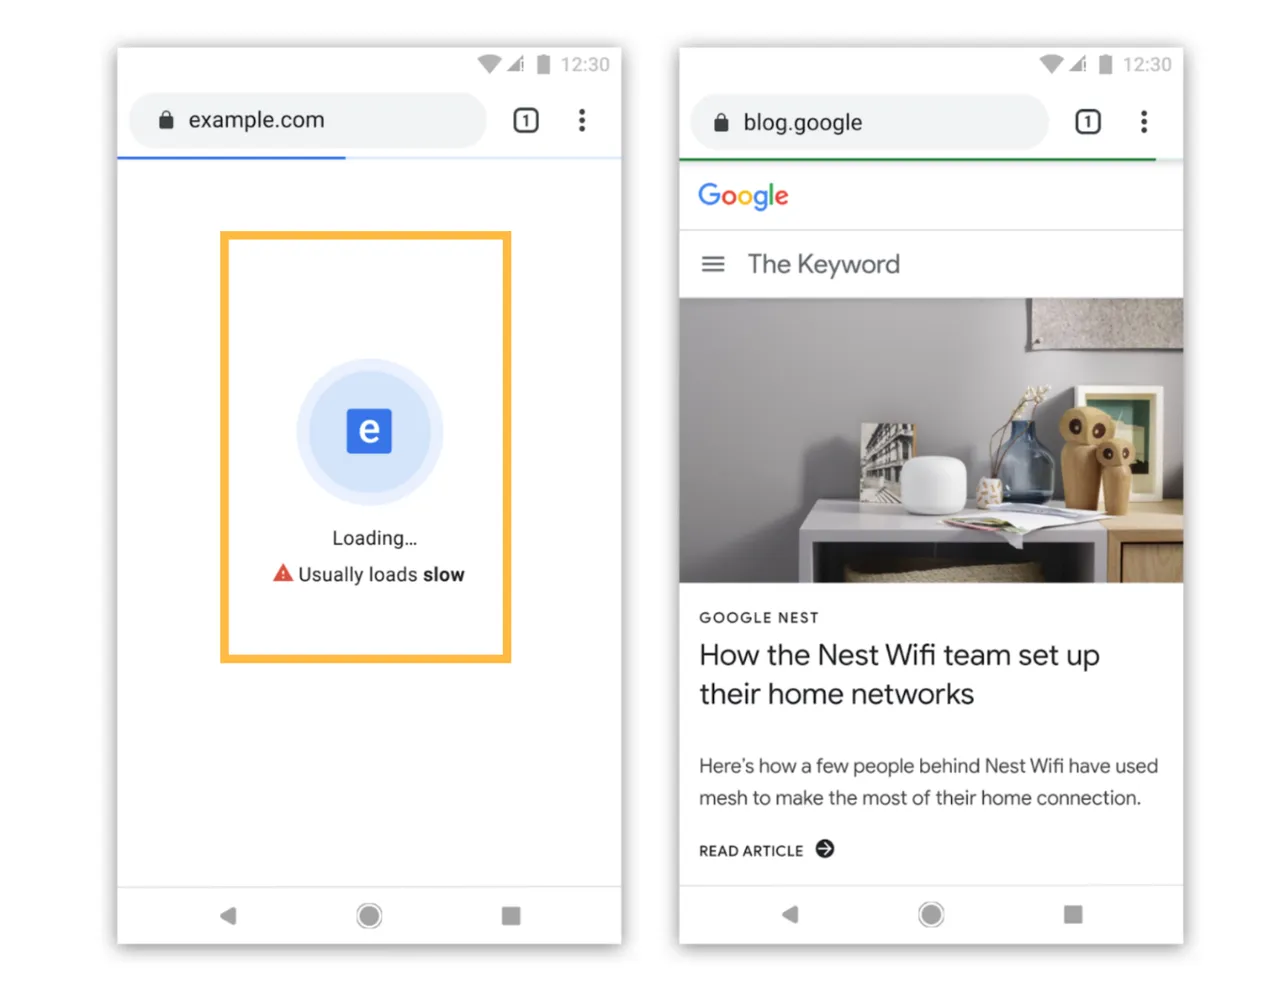 12:30
example.com
1
e
Loading...
Usually loads slow
12:30
blog.google
1
Google
The Keyword
GOOGLE NEST
How the Nest Wifi team set up
their home networks
Here's how a few people behind Nest Wifi have used
mesh to make the most of their home connection.
READ ARTICLE